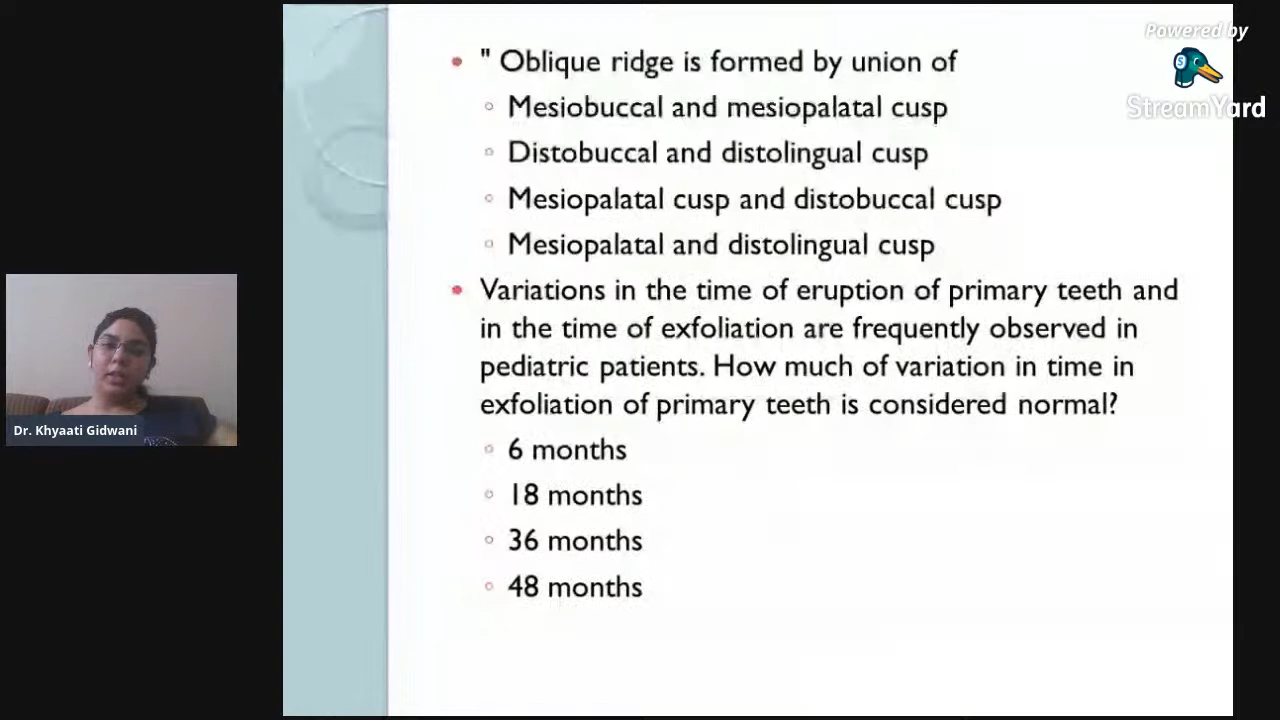 Powered by
StreamYard
" Oblique ridge is formed by union of
Mesiobuccal and mesiopalatal cusp
Distobuccal and distolingual cusp
Mesiopalatal cusp and distobuccal cusp
Mesiopalatal and distolingual cusp
Variations in the time of eruption of primary teeth and
in the time of exfoliation are frequently observed in
pediatric patients. How much of variation in time in
exfoliation of primary teeth is considered normal?
6 months
18 months
36 months
48 months
Dr. Khyaati Gidwani